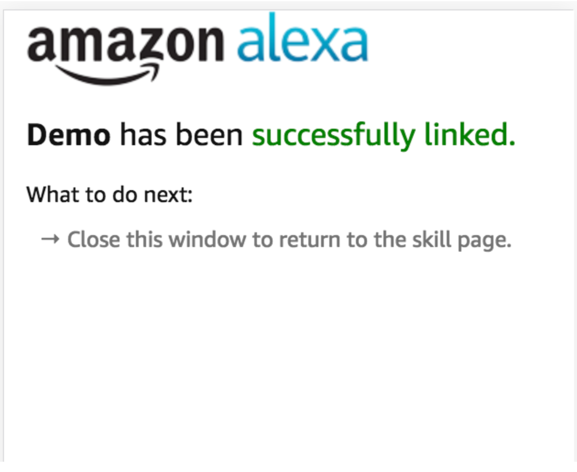 amazon alexa
Demo has been successfully linked.
What to do next:
→ Close this window to return to the skill page.